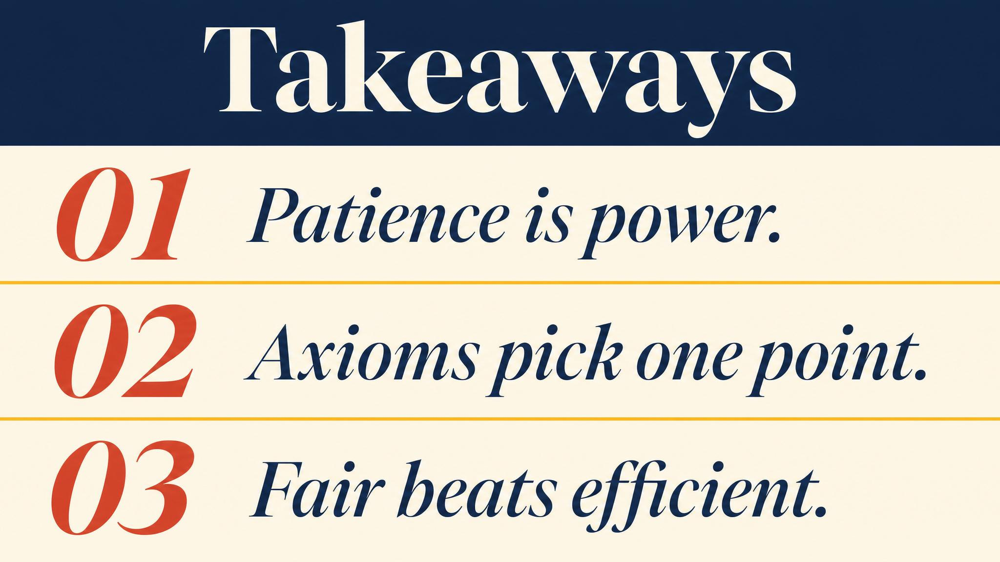 Takeaways
01 Patience is power.
02 Axioms pick one point.
03 Fair beats efficient.